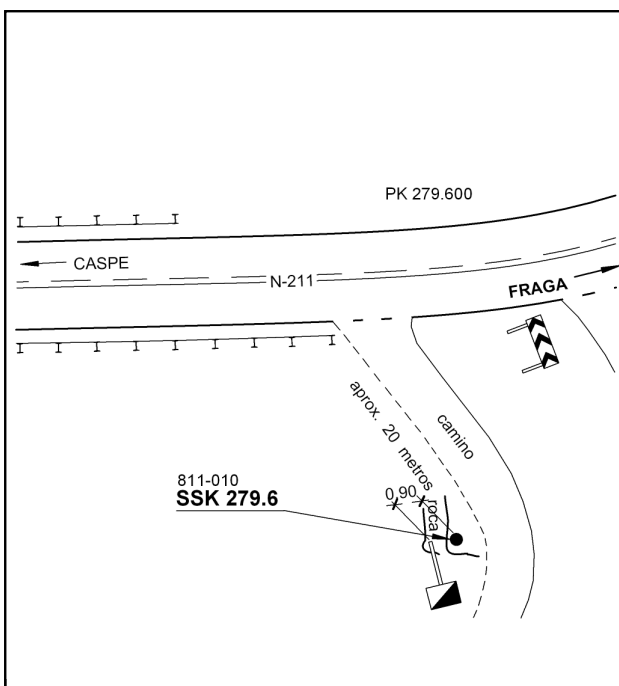 PK 279.600
CASPE
N-211
FRAGA
aprox. 20 metros
camino
811-010
SSK 279.6
0,90
roca